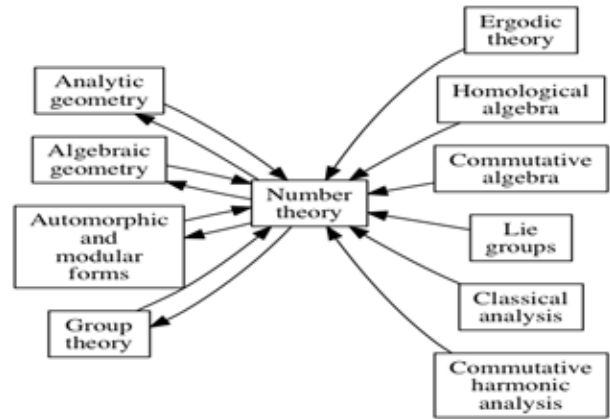 Analytic
geometry
Algebraic
geometry
Automorphic
and
modular
forms
Group
theory
Number
theory
Ergodic
theory
Homological
algebra
Commutative
algebra
Lie
groups
Classical
analysis
Commutative
harmonic
analysis